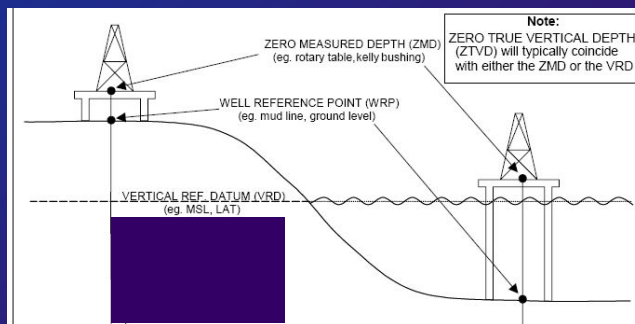 Note:
ZERO TRUE VERTICAL DEPTH
(ZTVD) will typically coincide
with either the ZMD or the VRD
ZERO MEASURED DEPTH (ZMD)
(eg. rotary table,kelly bushing)
WELL REFERENCE POINT (WRP)
(eg. mud line, ground level)
VERTICAL REF. DATUM (VRD)
(eg. MSL, LAT)